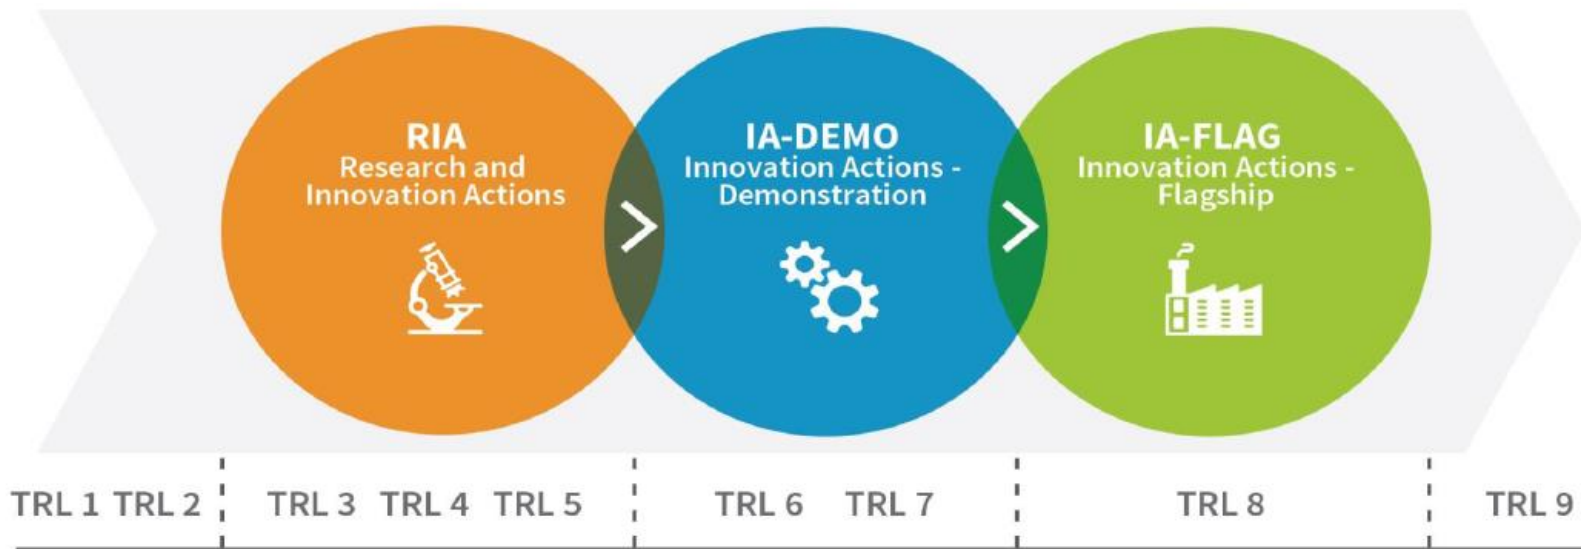 RIA
Research and
Innovation Actions
IA-DEMO
Innovation Actions -
Demonstration
IA-FLAG
Innovation Actions -
Flagship
TRL 1 TRL 2 TRL 3 TRL 4 TRL 5 TRL 6 TRL 7 TRL 8 TRL 9